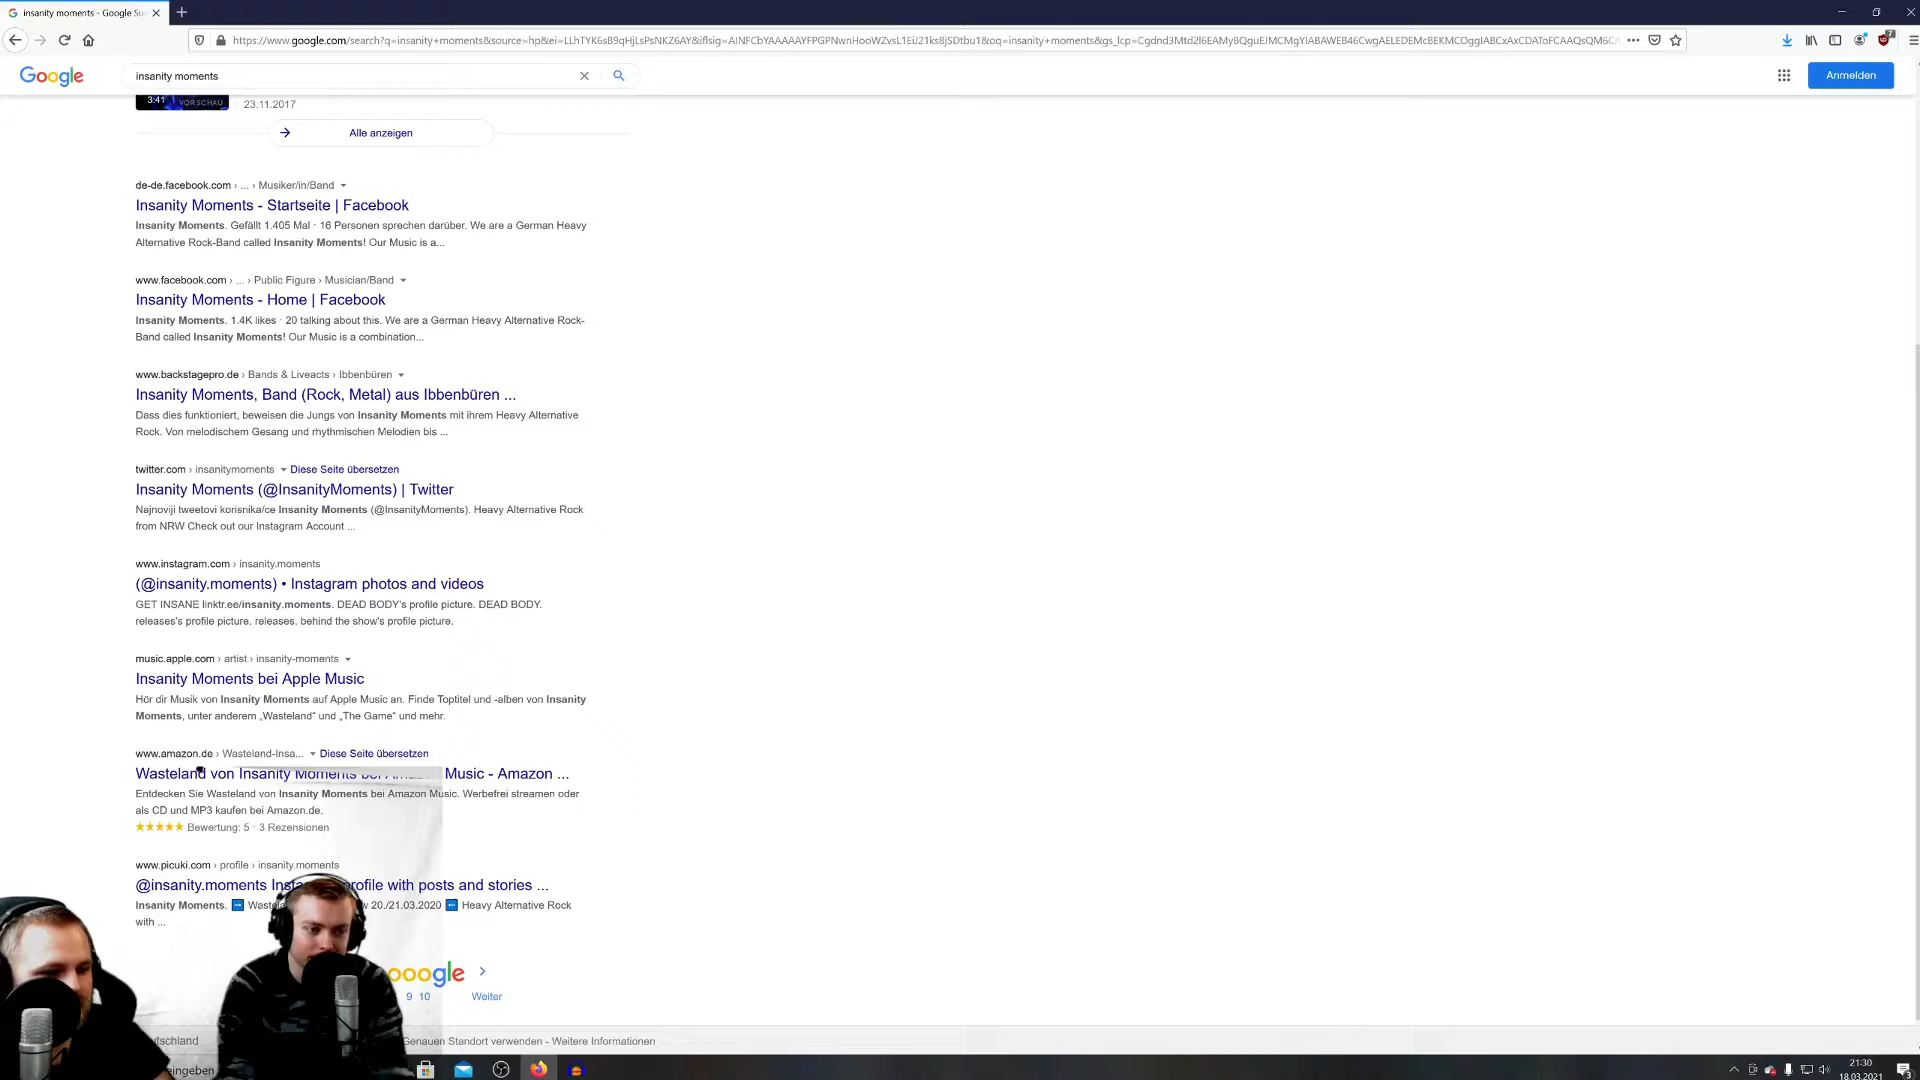 insanity moments - Google Su
https://www.google.com/search?q=insanity+moments&source=hp&ei=
Google
insanity moments
Anmelden
3:41
VORSCHAU
23.11.2017
Alle anzeigen
de-de.facebook.com › ... › Musiker/in/Band
Insanity Moments - Startseite | Facebook
Insanity Moments. Gefällt 1.405 Mal · 16 Personen sprechen darüber. We are a German Heavy
Alternative Rock-Band called Insanity Moments! Our Music is a...
www.facebook.com › ... › Public Figure › Musician/Band
Insanity Moments - Home | Facebook
Insanity Moments. 1.4K likes · 20 talking about this. We are a German Heavy Alternative Rock-
Band called Insanity Moments! Our Music is a combination...
www.backstagepro.de › Bands & Liveacts › Ibbenbüren
Insanity Moments, Band (Rock, Metal) aus Ibbenbüren ...
Dass dies funktioniert, beweisen die Jungs von Insanity Moments mit ihrem Heavy Alternative
Rock. Von melodischem Gesang und rhythmischen Melodien bis ...
twitter.com › insanitymoments Diese Seite übersetzen
Insanity Moments (@InsanityMoments) | Twitter
Najnoviji tweetovi korisnika/ce Insanity Moments (@InsanityMoments). Heavy Alternative Rock
from NRW Check out our Instagram Account ...
www.instagram.com › insanity.moments
(@insanity.moments) • Instagram photos and videos
GET INSANE linktr.ee/insanity.moments. DEAD BODY's profile picture. DEAD BODY.
releases's profile picture. releases. behind the show's profile picture.
music.apple.com › artist › insanity-moments
Insanity Moments bei Apple Music
Hör dir Musik von Insanity Moments auf Apple Music an. Finde Toptitel und -alben von Insanity
Moments, unter anderem „Wasteland" und „The Game" und mehr.
www.amazon.de › Wasteland-Insa... Diese Seite übersetzen
Wasteland von Insanity Moments bei Music - Amazon ...
Entdecken Sie Wasteland von Insanity Moments bei Amazon Music. Werbefrei streamen oder
als CD und MP3 kaufen bei Amazon.de.
Bewertung: 5 · 3 Rezensionen
www.picuki.com › profile › insanity.moments
@insanity.moments profile with posts and stories ...
Insanity Moments. 20./21.03.2020 Heavy Alternative Rock
with ...
ooogle
9 10 Weiter
utschland Genauen Standort verwenden - Weitere Informationen
eingeben
21:30
18.03.2021